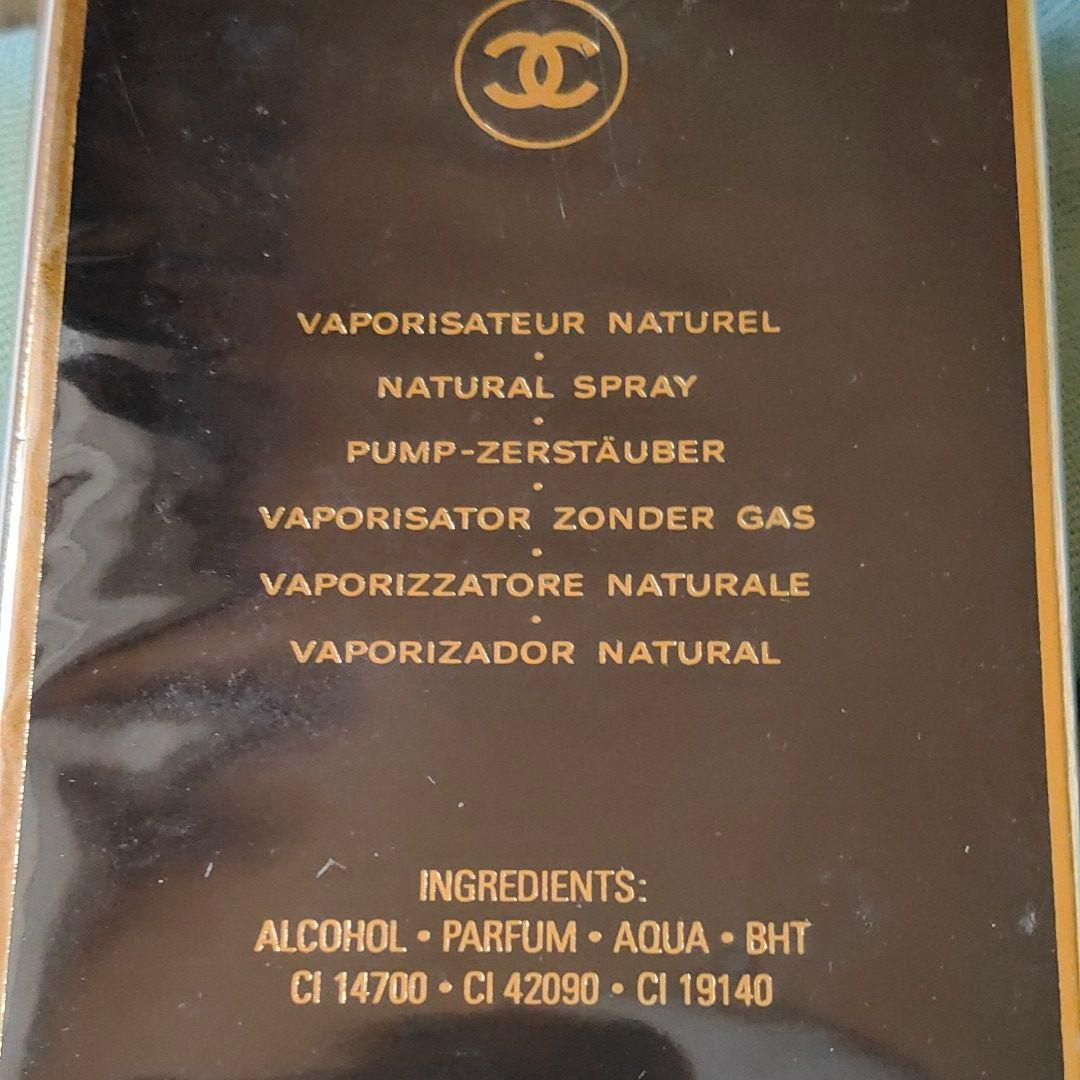 VAPORISATEUR NATUREL
•
NATURAL SPRAY
•
PUMP-ZERSTÄUBER
•
VAPORISATOR ZONDER GAS
•
VAPORIZZATORE NATURALE
•
VAPORIZADOR NATURAL
INGREDIENTS:
ALCOHOL • PARFUM • AQUA • BHT
CI 14700 • CI 42090 • CI 19140